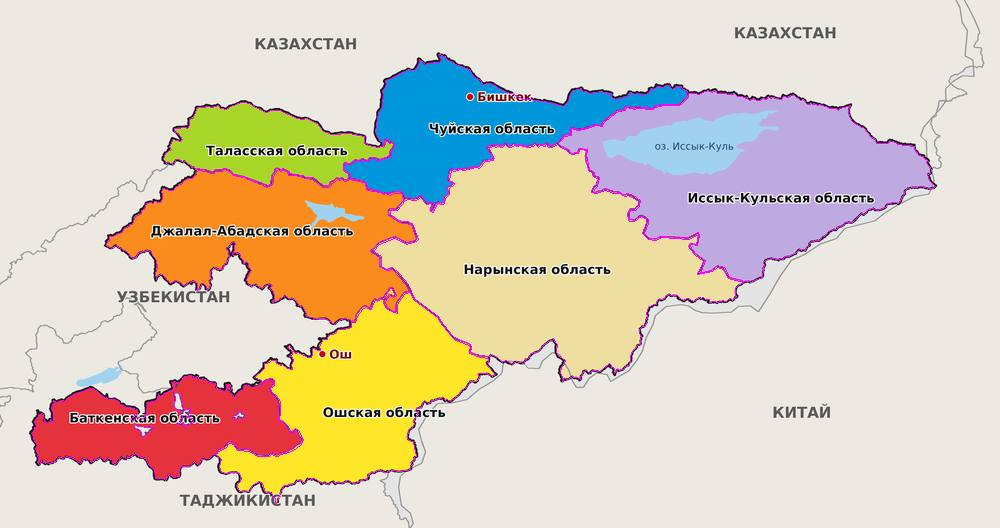 КАЗАХСТАН
КАЗАХСТАН
Бишкек
Чуйская область
Таласская область
оз. Иссык-Куль
Иссык-Кульская область
Джалал-Абадская область
Нарынская область
УЗБЕКИСТАН
Ош
Ошская область
КИТАЙ
Баткенская область
ТАДЖИКИСТАН